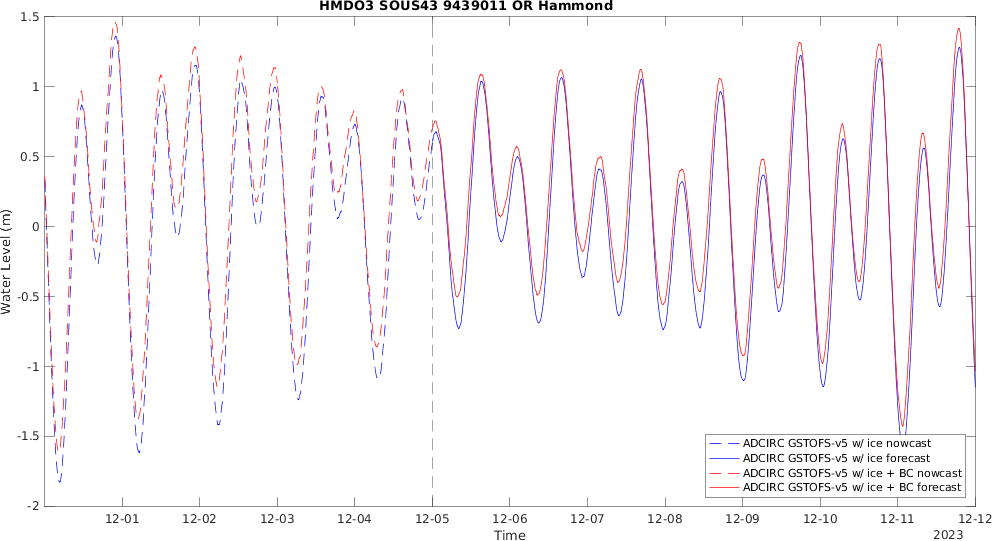 HMDO3 SOUS43 9439011 OR Hammond
1.5
1
0.5
0
-0.5
-1
-1.5
-2
Water Level (m)
12-01 12-02 12-03 12-04 12-05 12-06 12-07 12-08 12-09 12-10 12-11 12-12
Time
2023
ADCIRC GSTOFS-v5 w/ ice nowcast
ADCIRC GSTOFS-v5 w/ ice forecast
ADCIRC GSTOFS-v5 w/ ice + BC nowcast
ADCIRC GSTOFS-v5 w/ ice + BC forecast